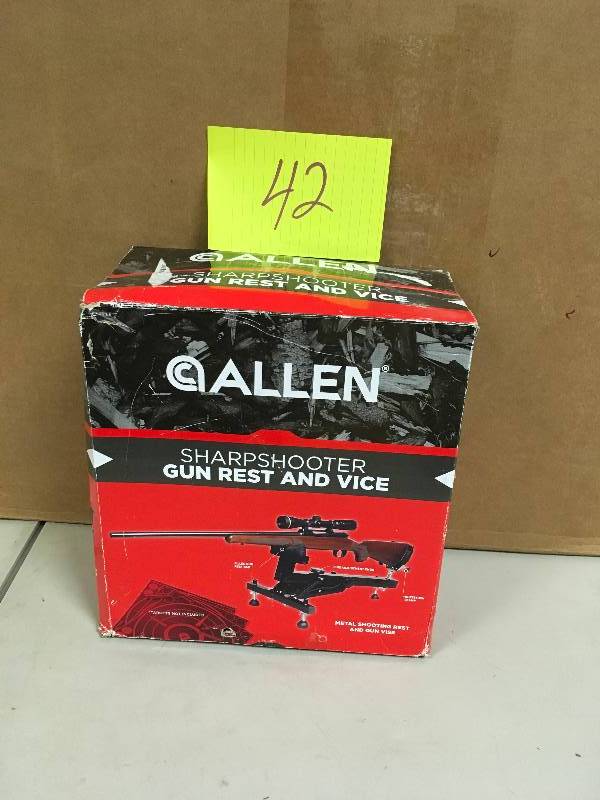 42
ALLEN
SHARPSHOOTER
GUN REST AND VICE
ALLEN®
SHARPSHOOTER
GUN REST AND VICE
METAL SHOOTING REST
AND GUN VISE